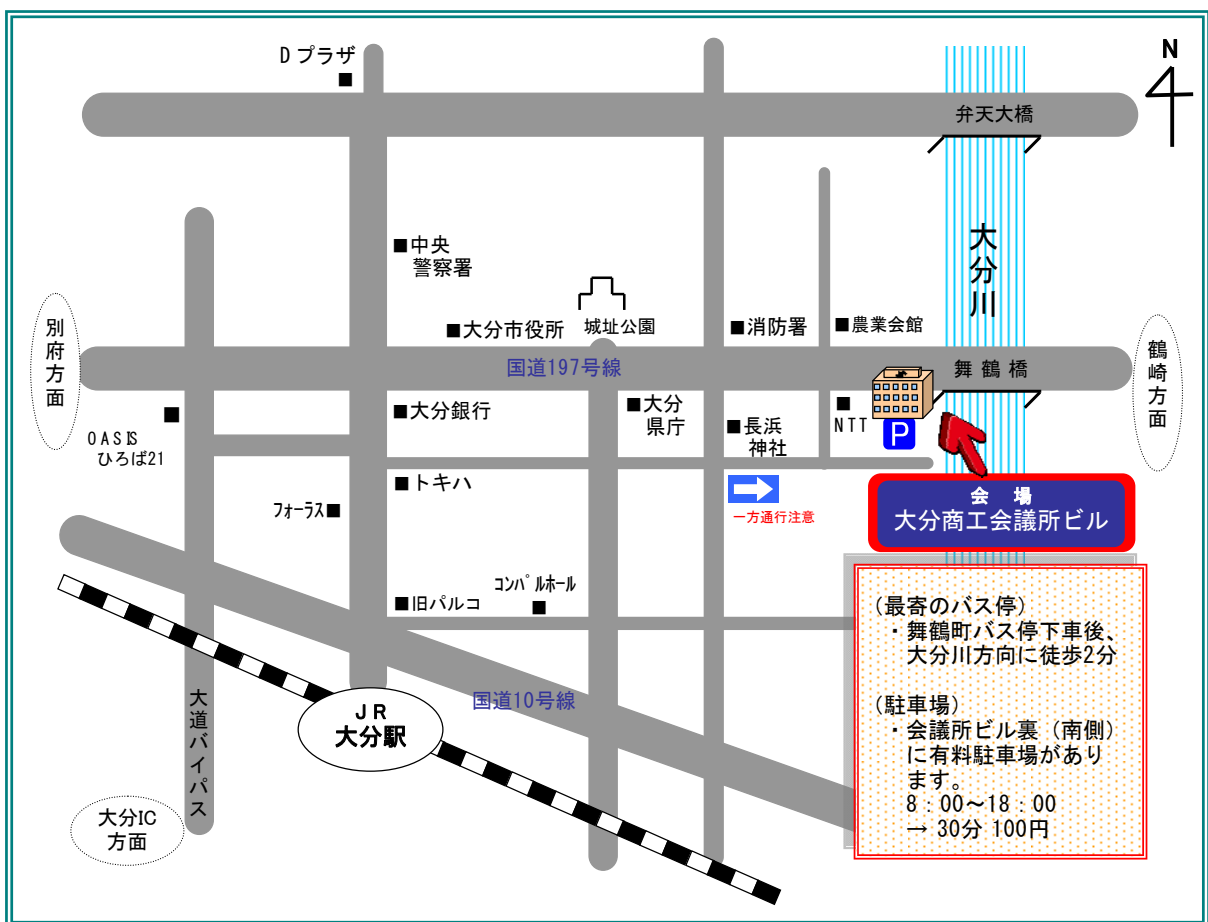 Dプラザ
■
N
弁天大橋
大分川
■中央
警察署
■大分市役所
城址公園
■消防署
■農業会館
別府方面
国道197号線
舞鶴橋
鶴崎方面
■
OASIS
ひろば21
■大分銀行
■大分
県庁
■長浜
神社
■
NTT
P
■トキハ
フォーラス■
一方通行注意
会 場
大分商工会議所ビル
コンパルホール
■
■旧パルコ
国道10号線
JR
大分駅
大道バイパス
大分IC
方面
(最寄のバス停)
・舞鶴町バス停下車後、
大分川方向に徒歩2分
(駐車場)
・会議所ビル裏(南側)
に有料駐車場があり
ます。
8:00~18:00
→ 30分 100円